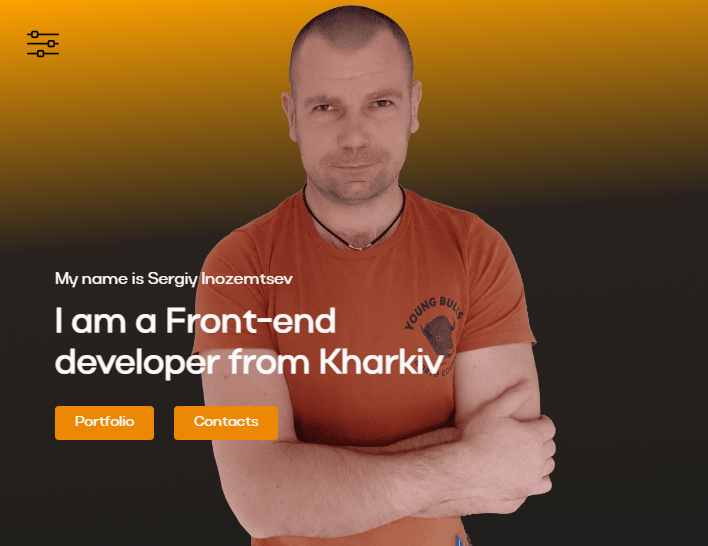 My name is Sergiy Inozemtsev
I am a Front-end
developer from Kharkiv
YOUNG BULLS
Portfolio
Contacts